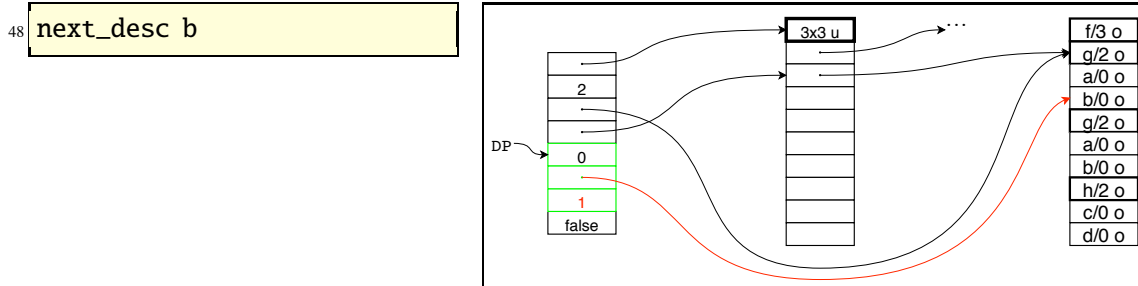 48 next_desc b
DP
2
0
1
false
3x3 u
...
f/3 o
g/2 o
a/0 o
b/0 o
g/2 o
a/0 o
b/0 o
h/2 o
c/0 o
d/0 o